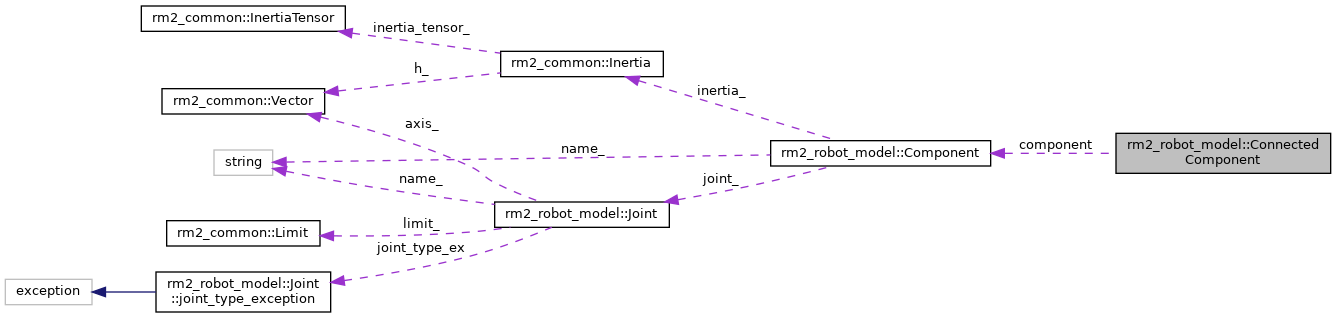 rm2_common::InertiaTensor
inertia_tensor_
rm2_common::Inertia
h_
rm2_common::Vector
inertia_
axis_
string
name_
rm2_robot_model::Component
component
rm2_robot_model::Connected
Component
name_
joint_
rm2_robot_model::Joint
rm2_common::Limit
limit_
joint_type_ex
exception
rm2_robot_model::Joint
::joint_type_exception